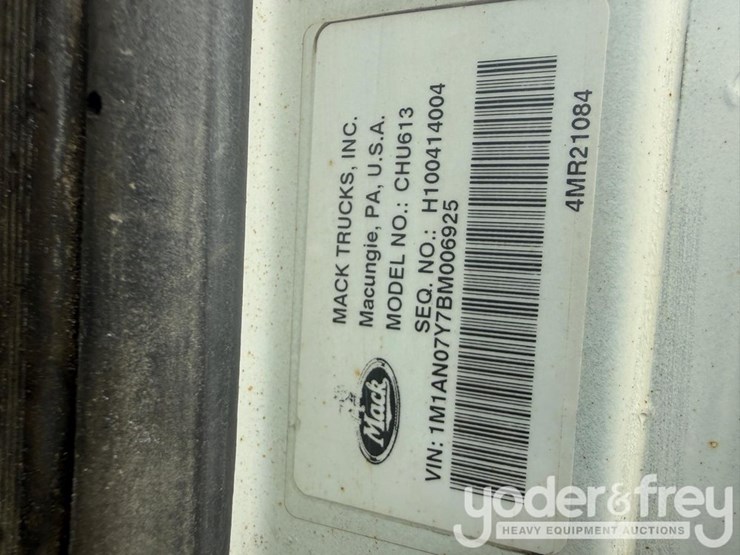 Mack
MACK TRUCKS, INC.
Macungie, PA, U.S.A.
MODEL NO.: CHU613
SEQ. NO.: H100414004
VIN: 1M1AN07Y7BM006925
4MR21084
yoder&frey
HEAVY EQUIPMENT AUCTIONS